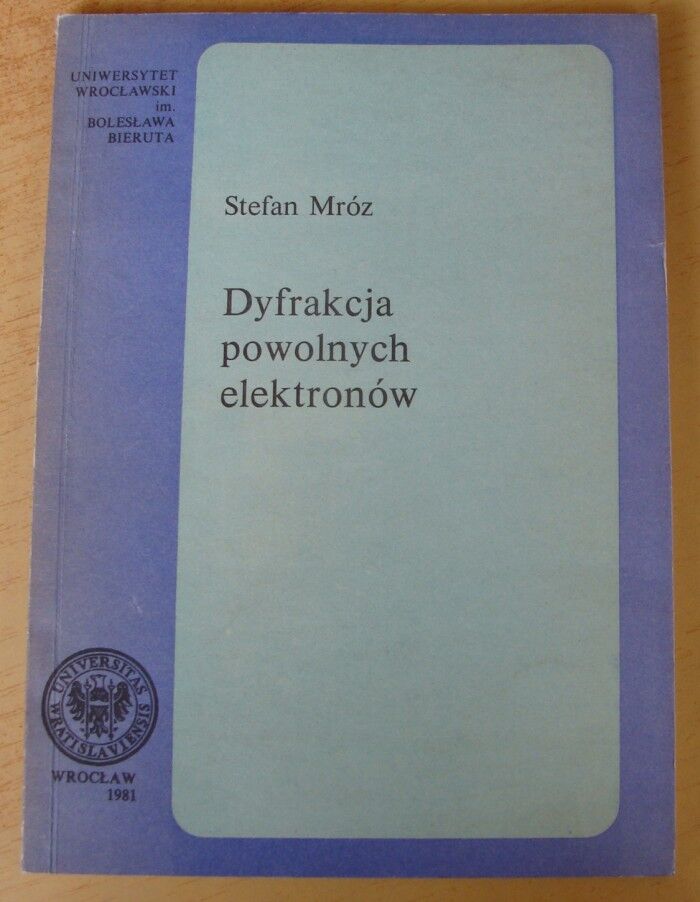 UNIWERSYTET
WROCŁAWSKI
im.
BOLESŁAWA
BIERUTA
Stefan Mróz
Dyfrakcja
powolnych
elektronów
UNIVERSITAS
WRATISLAVIENSIS
WROCŁAW
1981